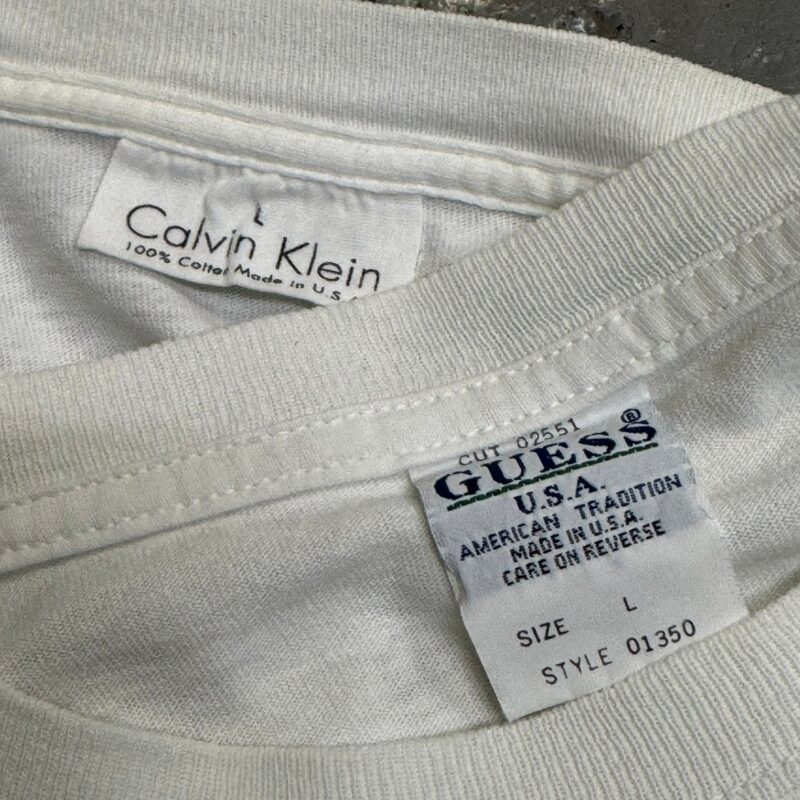 L
Calvin Klein
100% Cotton Made in U.S.
CUT 02551
GUESS®
U.S.A.
AMERICAN TRADITION
MADE IN U.S.A.
CARE ON REVERSE
SIZE L
STYLE 01350